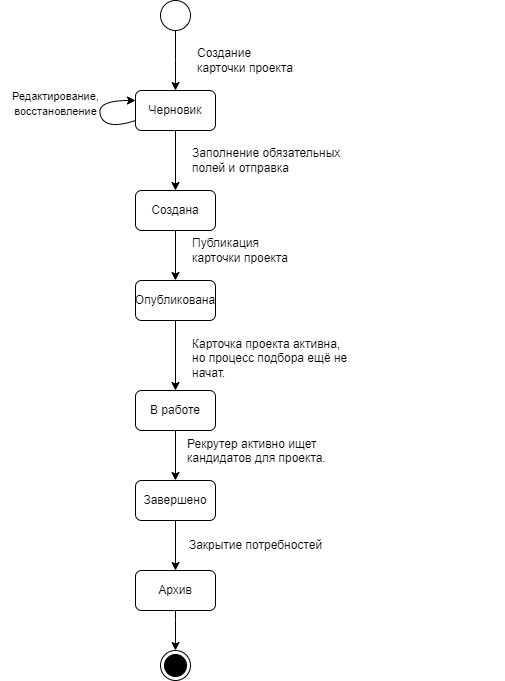 Создание
карточки проекта
Редактирование,
восстановление
Черновик
Заполнение обязательных
полей и отправка
Создана
Публикация
карточки проекта
Опубликована
Карточка проекта активна,
но процесс подбора ещё не
начат.
В работе
Рекрутер активно ищет
кандидатов для проекта.
Завершено
Закрытие потребностей
Архив